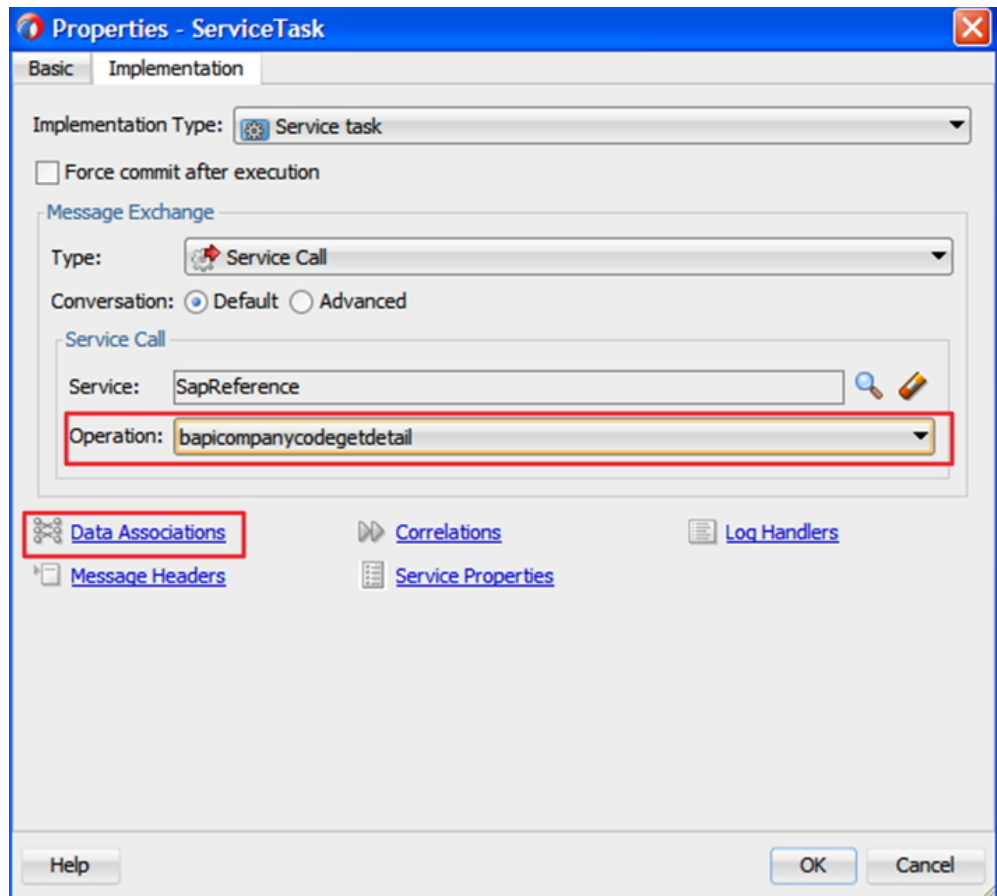 Properties - ServiceTask
Basic Implementation
Implementation Type: Service task
Force commit after execution
Message Exchange
Type: Service Call
Conversation: Default Advanced
Service Call
Service: SapReference
Operation: bapicompanycodegetdetail
Data Associations Correlations Log Handlers
Message Headers Service Properties
Help OK Cancel